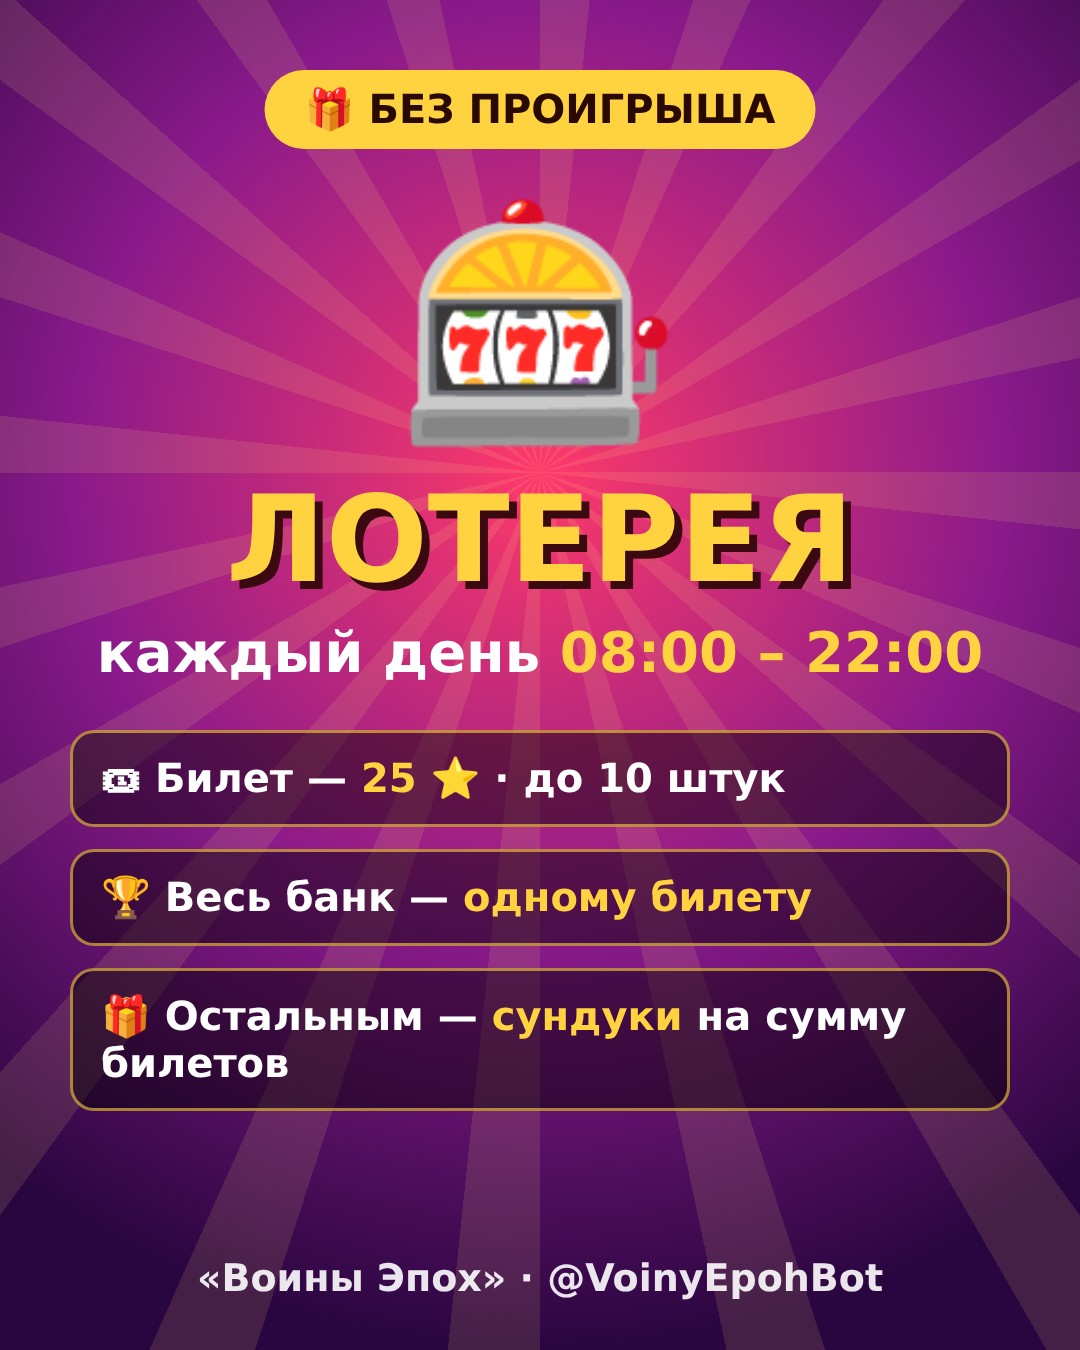 🎁 БЕЗ ПРОИГРЫША
777
ЛОТЕРЕЯ
каждый день 08:00 – 22:00
🎟 Билет — 25 ⭐ · до 10 штук
🏆 Весь банк — одному билету
🎁 Остальным — сундуки на сумму
билетов
«Воины Эпох» · @VoinyEpohBot